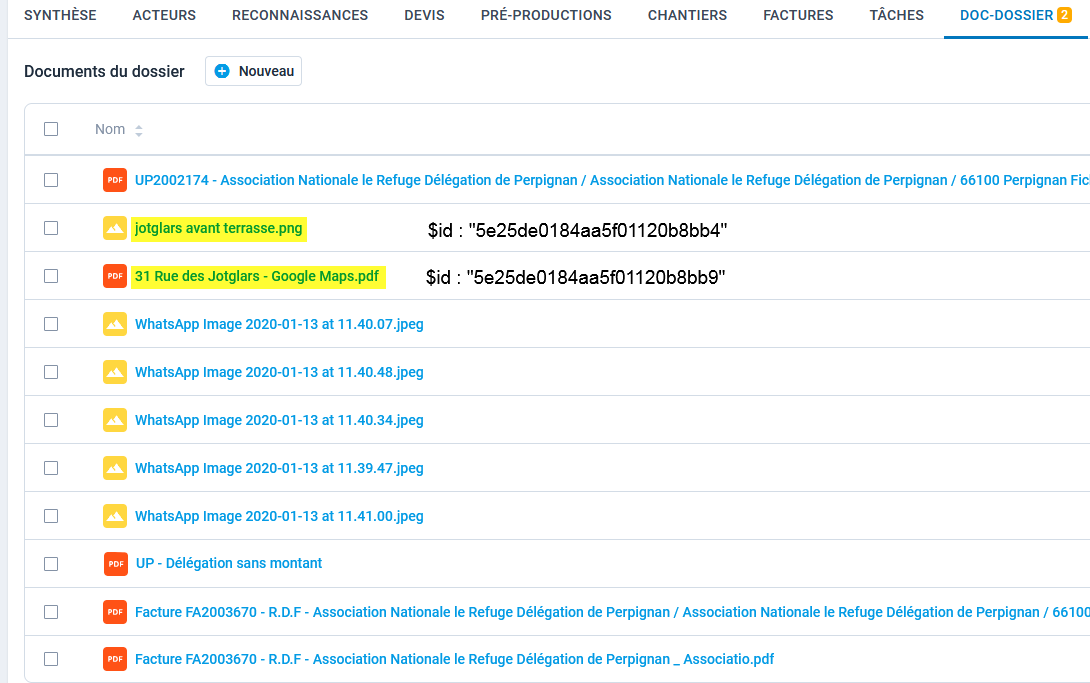 SYNTHÈSE ACTEURS RECONNAISSANCES DEVIS PRÉ-PRODUCTIONS CHANTIERS FACTURES TÂCHES DOC-DOSSIER 2
Documents du dossier Nouveau
Nom
PDF UP2002174 - Association Nationale le Refuge Délégation de Perpignan / Association Nationale le Refuge Délégation de Perpignan / 66100 Perpignan Fic
jotglars avant terrasse.png $id : "5e25de0184aa5f01120b8bb4"
PDF 31 Rue des Jotglars - Google Maps.pdf $id : "5e25de0184aa5f01120b8bb9"
WhatsApp Image 2020-01-13 at 11.40.07.jpeg
WhatsApp Image 2020-01-13 at 11.40.48.jpeg
WhatsApp Image 2020-01-13 at 11.40.34.jpeg
WhatsApp Image 2020-01-13 at 11.39.47.jpeg
WhatsApp Image 2020-01-13 at 11.41.00.jpeg
PDF UP - Délégation sans montant
PDF Facture FA2003670 - R.D.F - Association Nationale le Refuge Délégation de Perpignan / Association Nationale le Refuge Délégation de Perpignan / 66100
PDF Facture FA2003670 - R.D.F - Association Nationale le Refuge Délégation de Perpignan _ Associatio.pdf